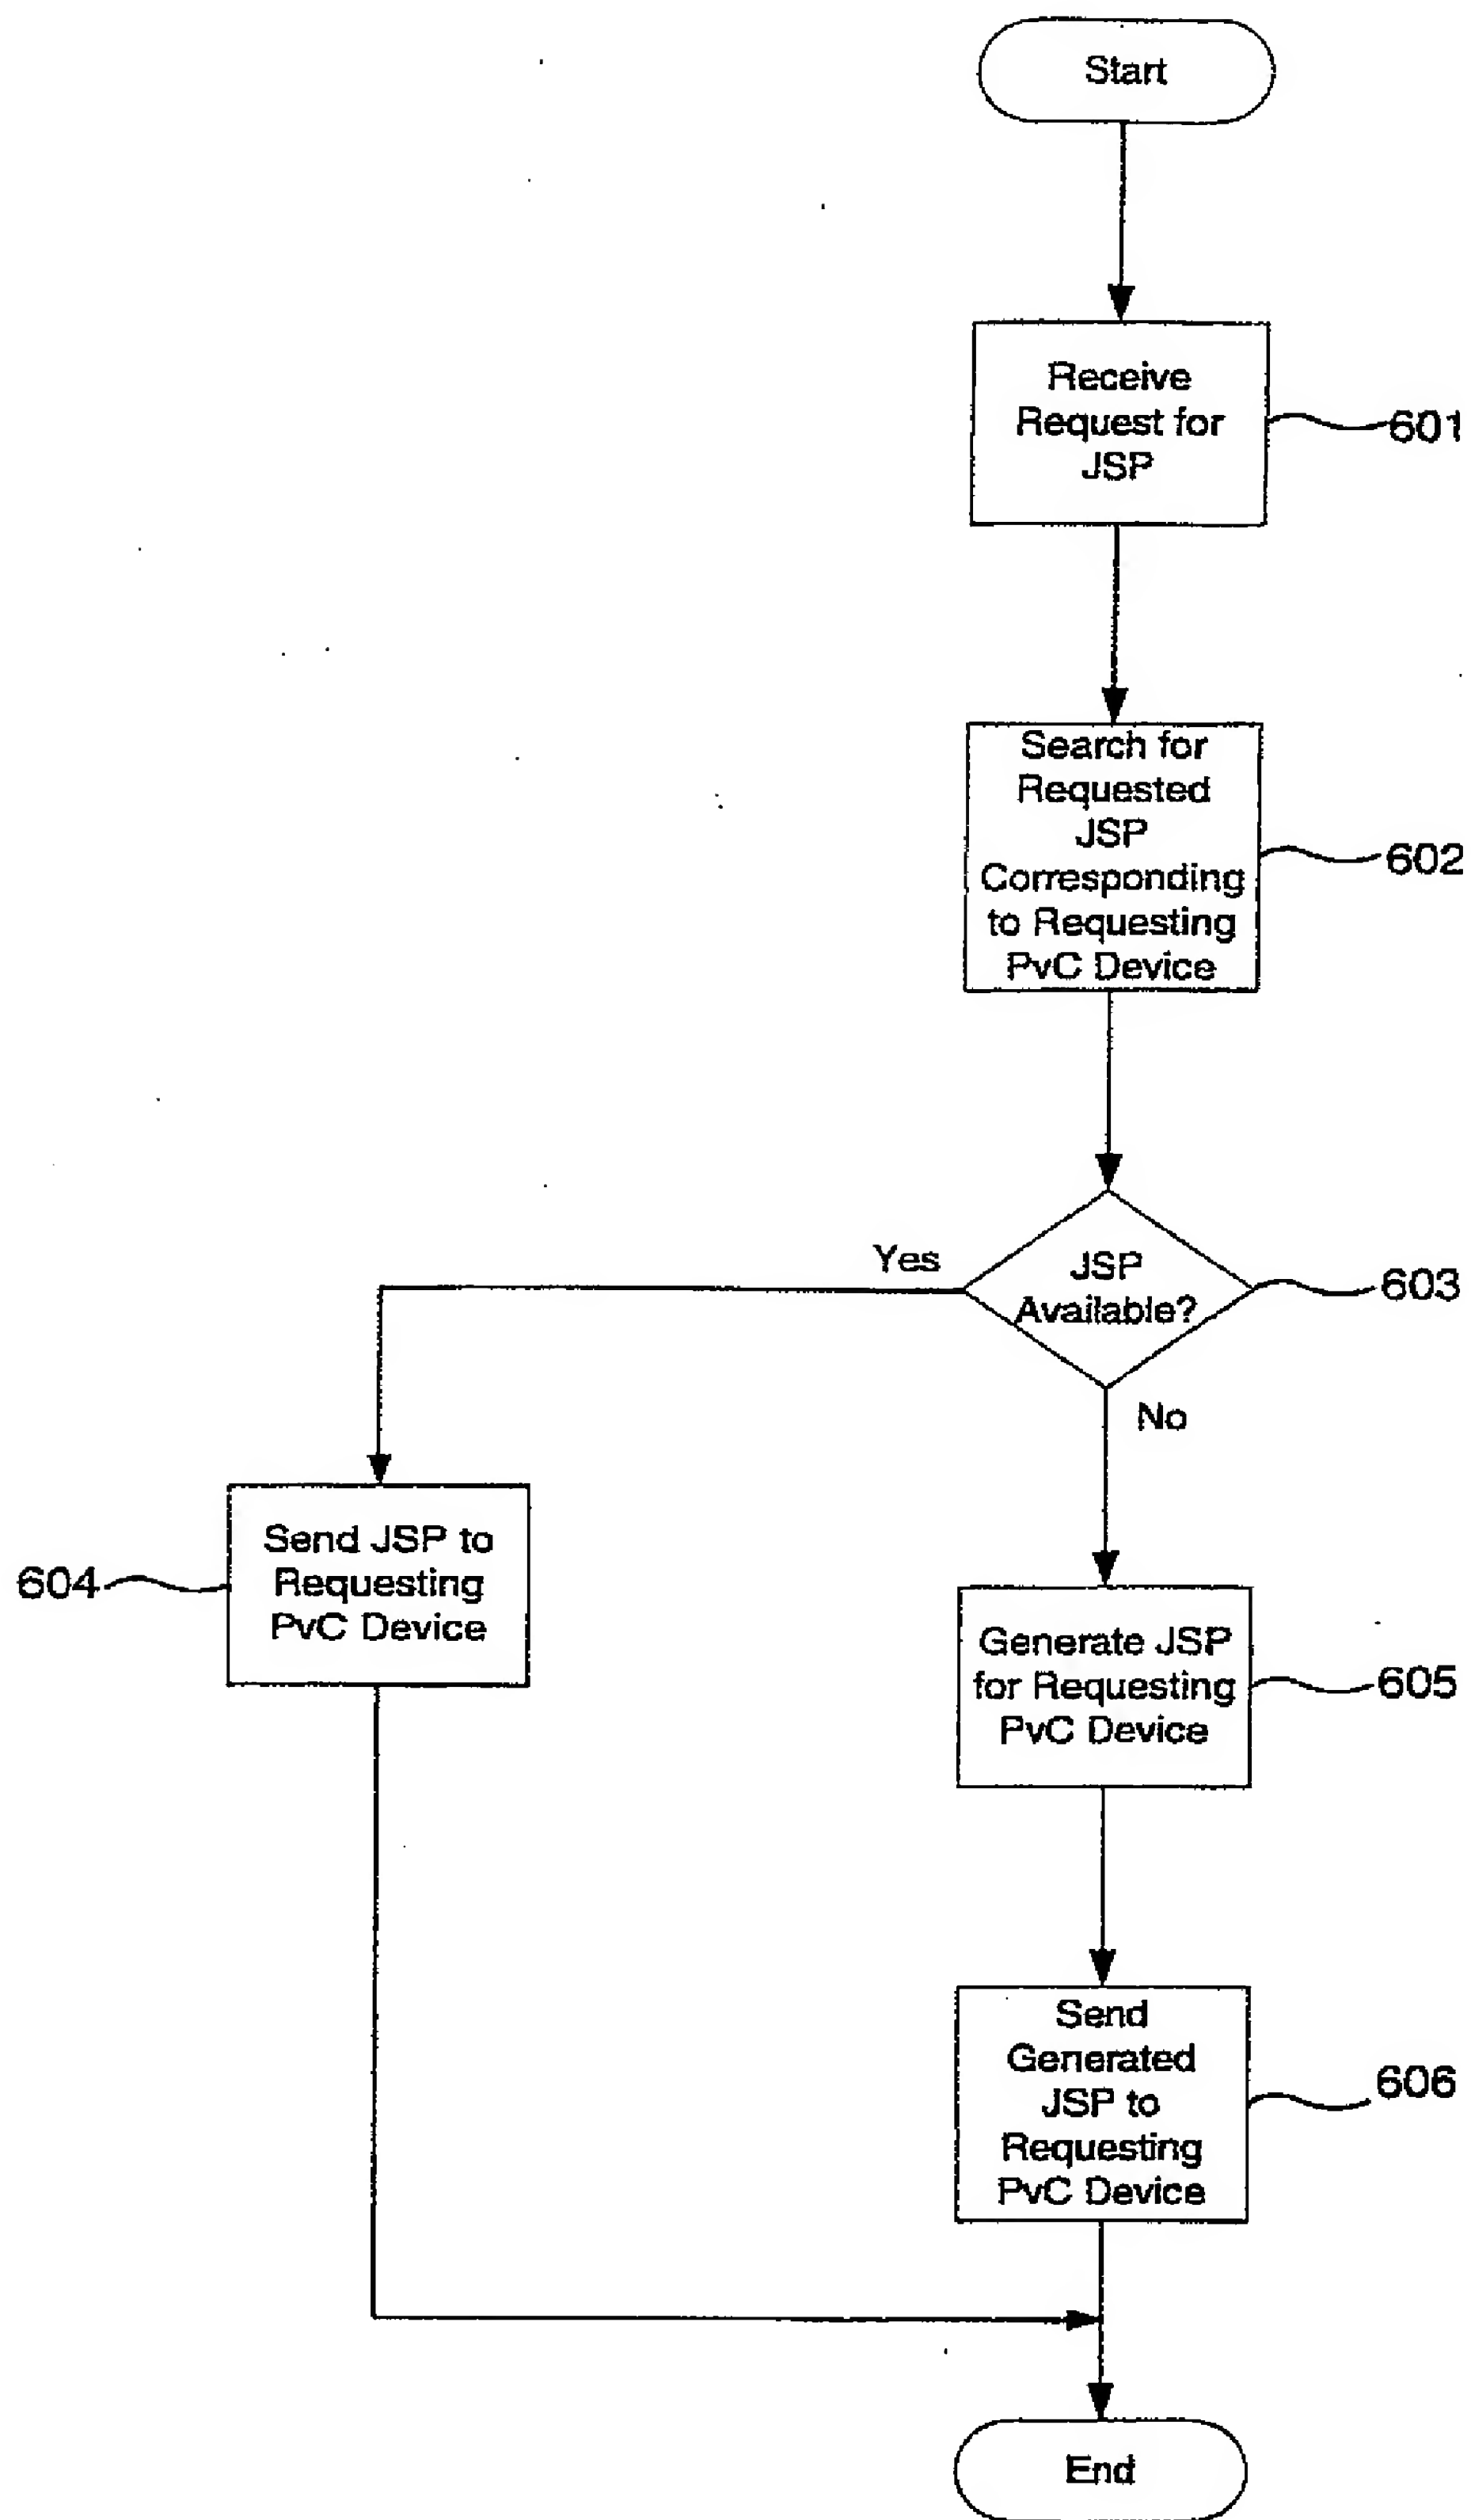 Start
Receive
Request for
JSP
601
Search for
Requested
JSP
Corresponding
to Requesting
PvC Device
602
JSP
Available?
603
Yes
No
Send JSP to
Requesting
PvC Device
604
Generate JSP
for Requesting
PvC Device
605
Send
Generated
JSP to
Requesting
PvC Device
606
End